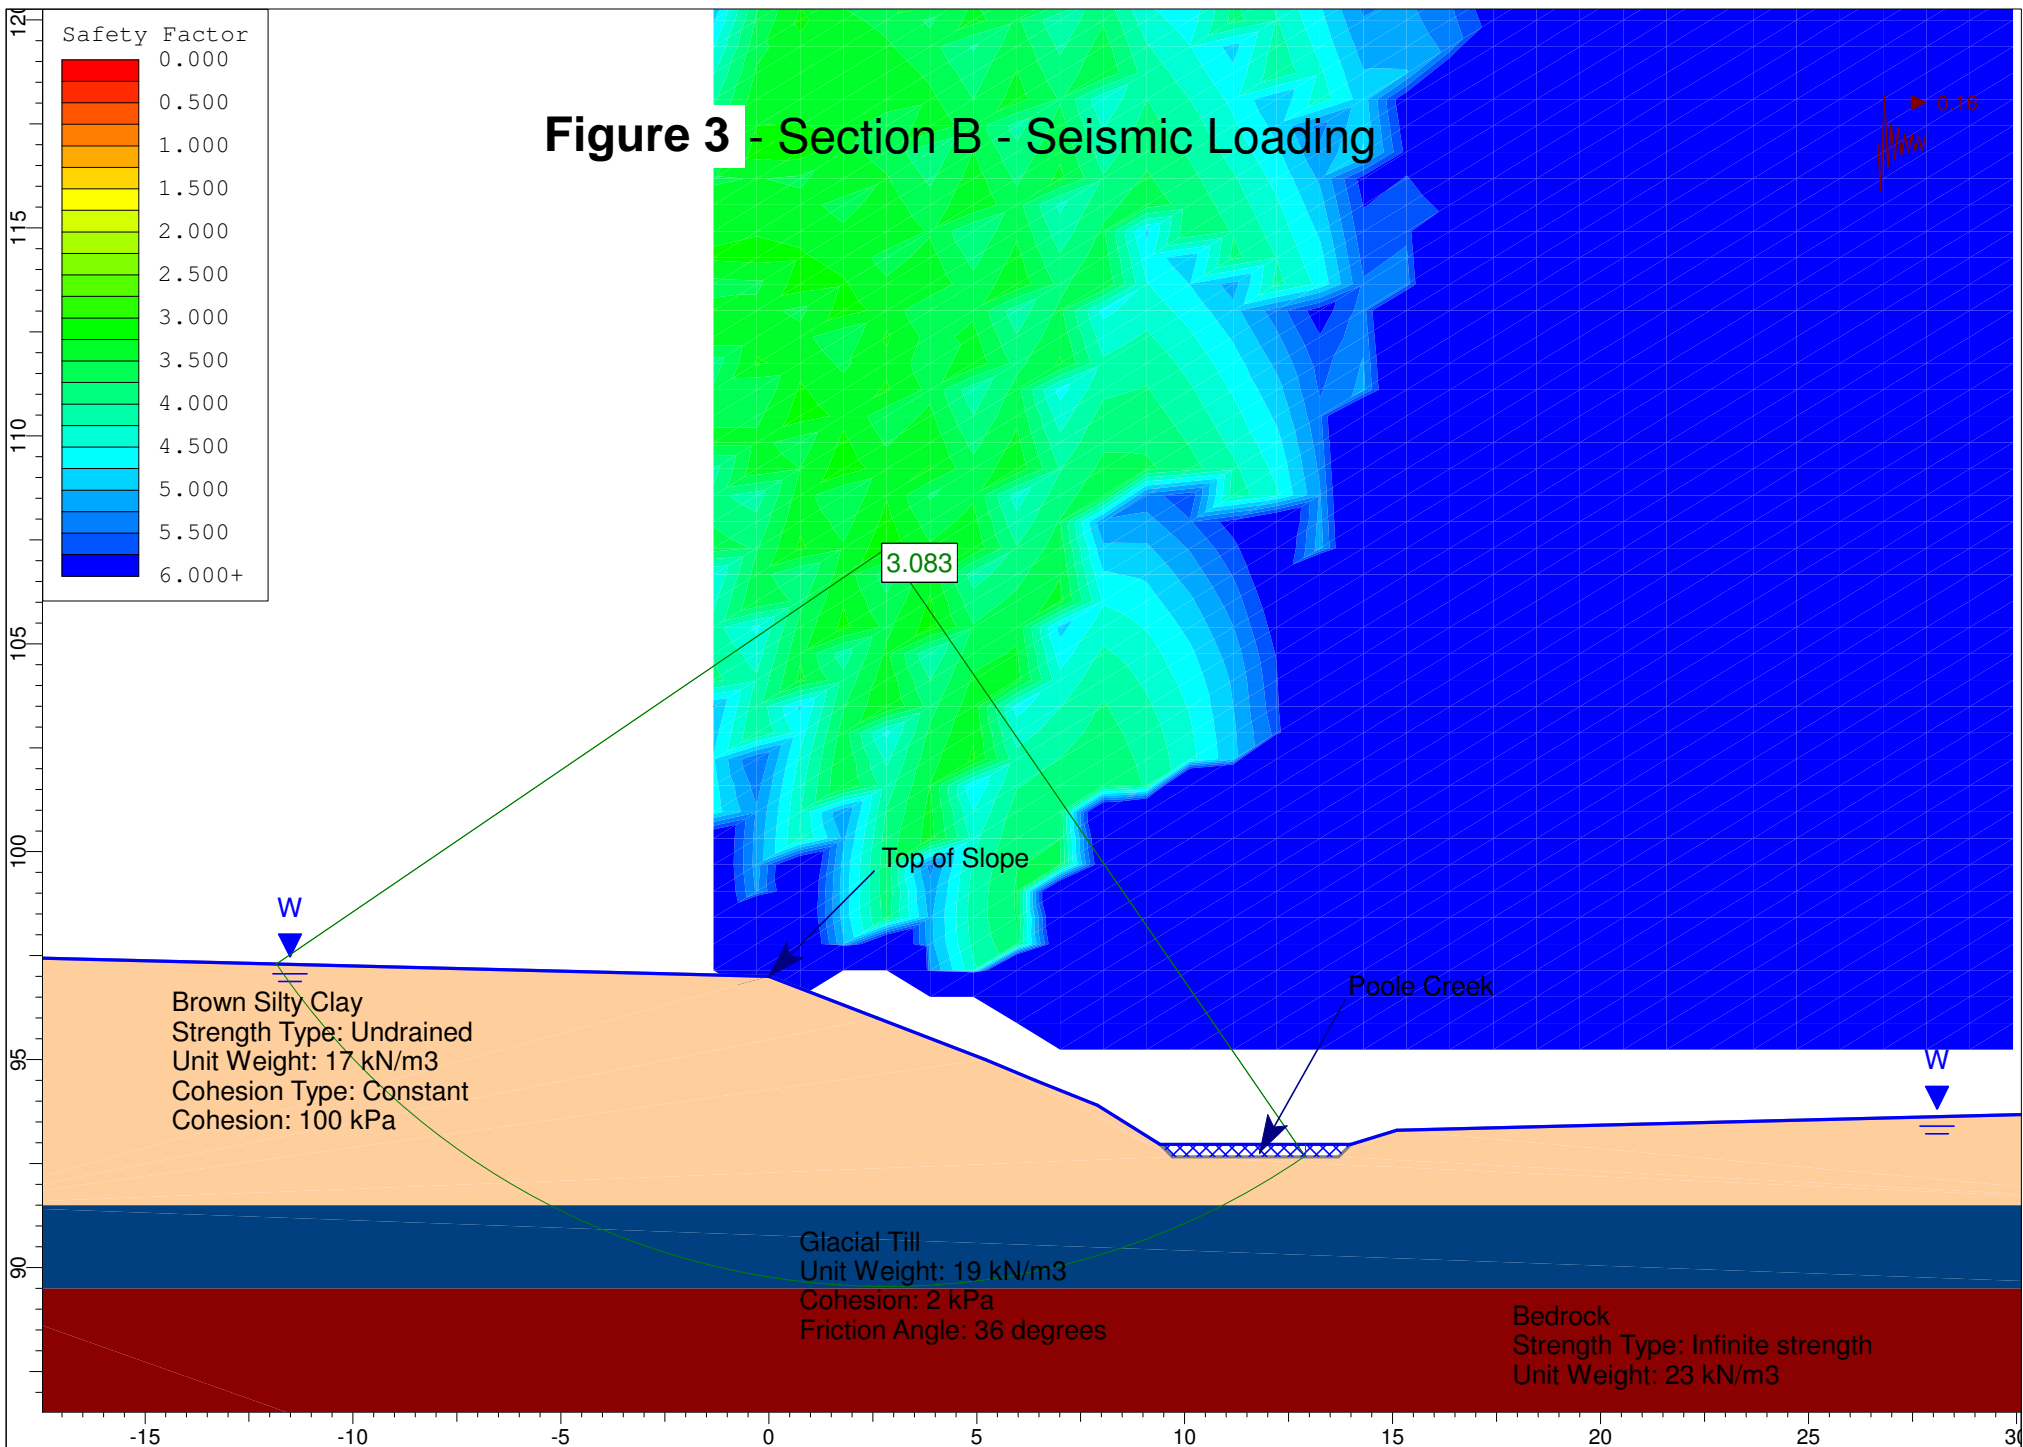 Safety Factor
0.000
0.500
1.000
1.500
2.000
2.500
3.000
3.500
4.000
4.500
5.000
5.500
6.000+
Figure 3 - Section B - Seismic Loading
0.16
3.083
Top of Slope
Poole Creek
W
W
Brown Silty Clay
Strength Type: Undrained
Unit Weight: 17 kN/m3
Cohesion Type: Constant
Cohesion: 100 kPa
Glacial Till
Unit Weight: 19 kN/m3
Cohesion: 2 kPa
Friction Angle: 36 degrees
Bedrock
Strength Type: Infinite strength
Unit Weight: 23 kN/m3
120
115
110
105
100
95
90
-15 -10 -5 0 5 10 15 20 25 30